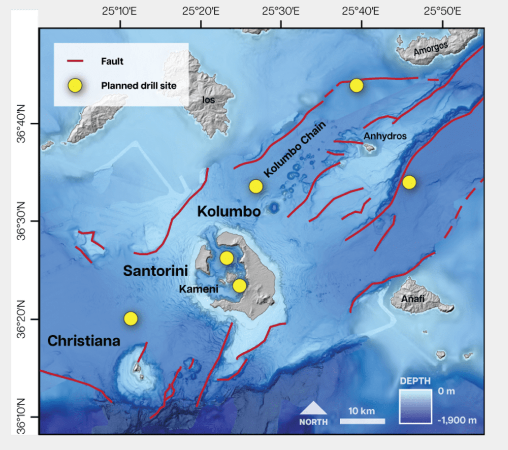 25°10'E 25°20'E 25°30'E 25°40'E 25°50'E
Fault
Planned drill site
Amorgos
Ios
36°40'N
Anhydros
Kolumbo Chain
36°30'N
Kolumbo
Santorini
Kameni
Anafi
36°20'N
Christiana
DEPTH
0 m
-1,900 m
10 km
NORTH
36°10'N